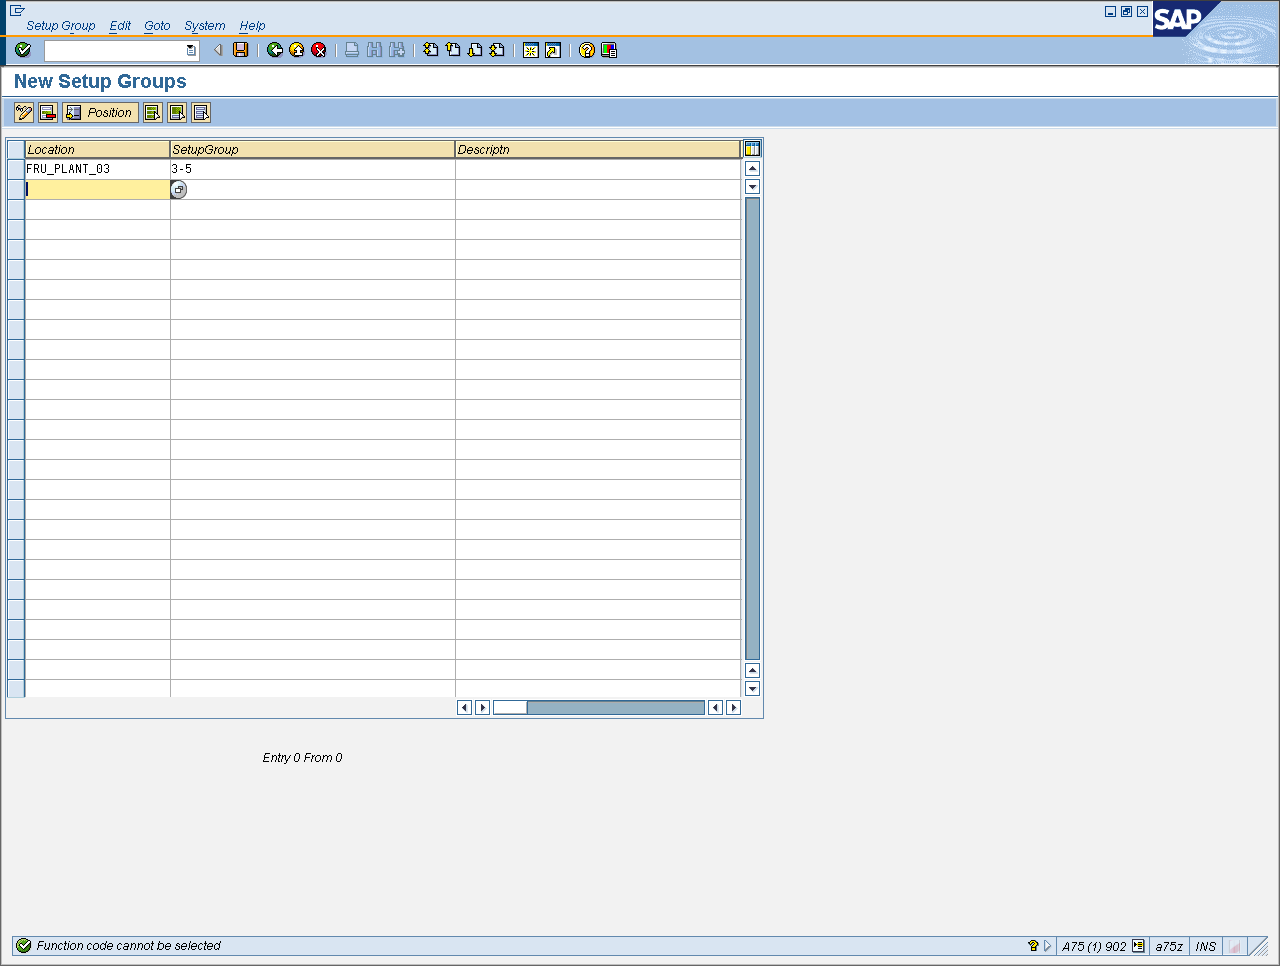 Setup Group Edit Goto System Help
SAP
New Setup Groups
Position
Location SetupGroup Descriptn
FRU_PLANT_03 3-5
Entry 0 From 0
Function code cannot be selected
A75 (1) 902 a75z INS